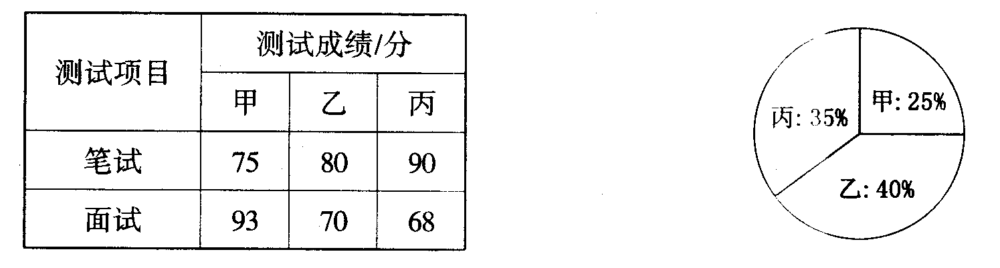 测试项目 测试成绩/分
甲 乙 丙
笔试 75 80 90
面试 93 70 68
甲: 25%
丙: 35%
乙: 40%